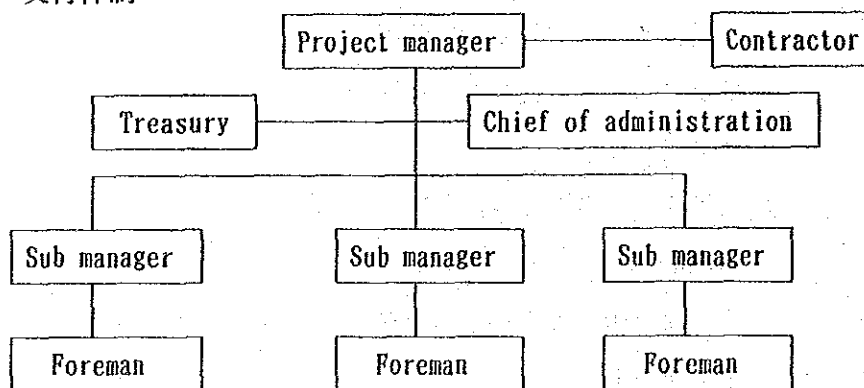 Project manager
Contractor
Treasury
Chief of administration
Sub manager
Sub manager
Sub manager
Foreman
Foreman
Foreman